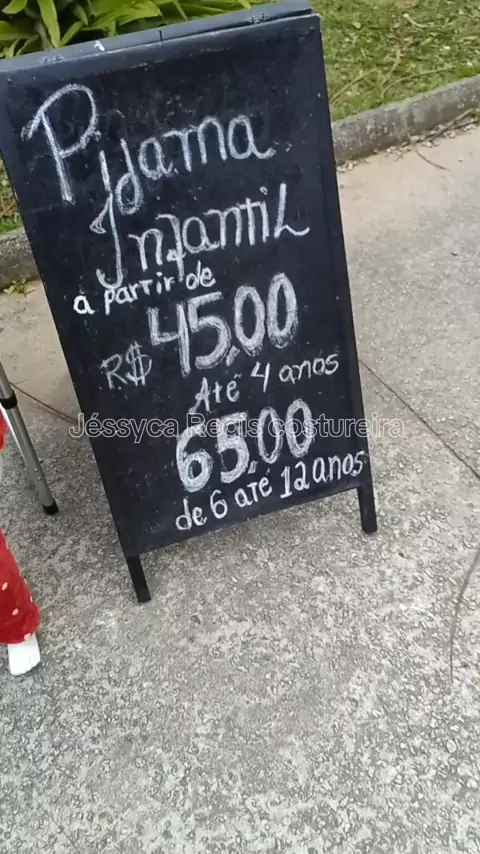 Pijama
Infantil
a partir de
R$ 45,00
Até 4 anos
Jéssyca Regis costureira
65,00
de 6 até 12 anos